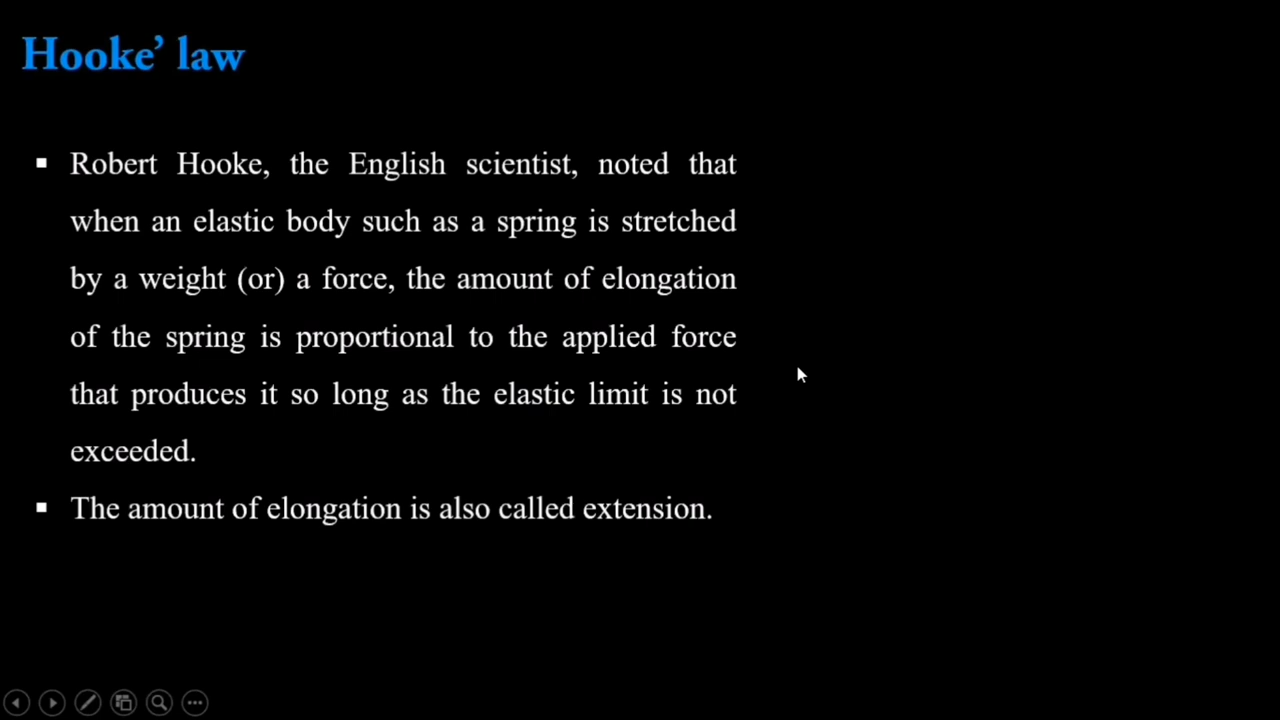 Hooke’ law
▪ Robert Hooke, the English scientist, noted that
when an elastic body such as a spring is stretched
by a weight (or) a force, the amount of elongation
of the spring is proportional to the applied force
that produces it so long as the elastic limit is not
exceeded.
▪ The amount of elongation is also called extension.